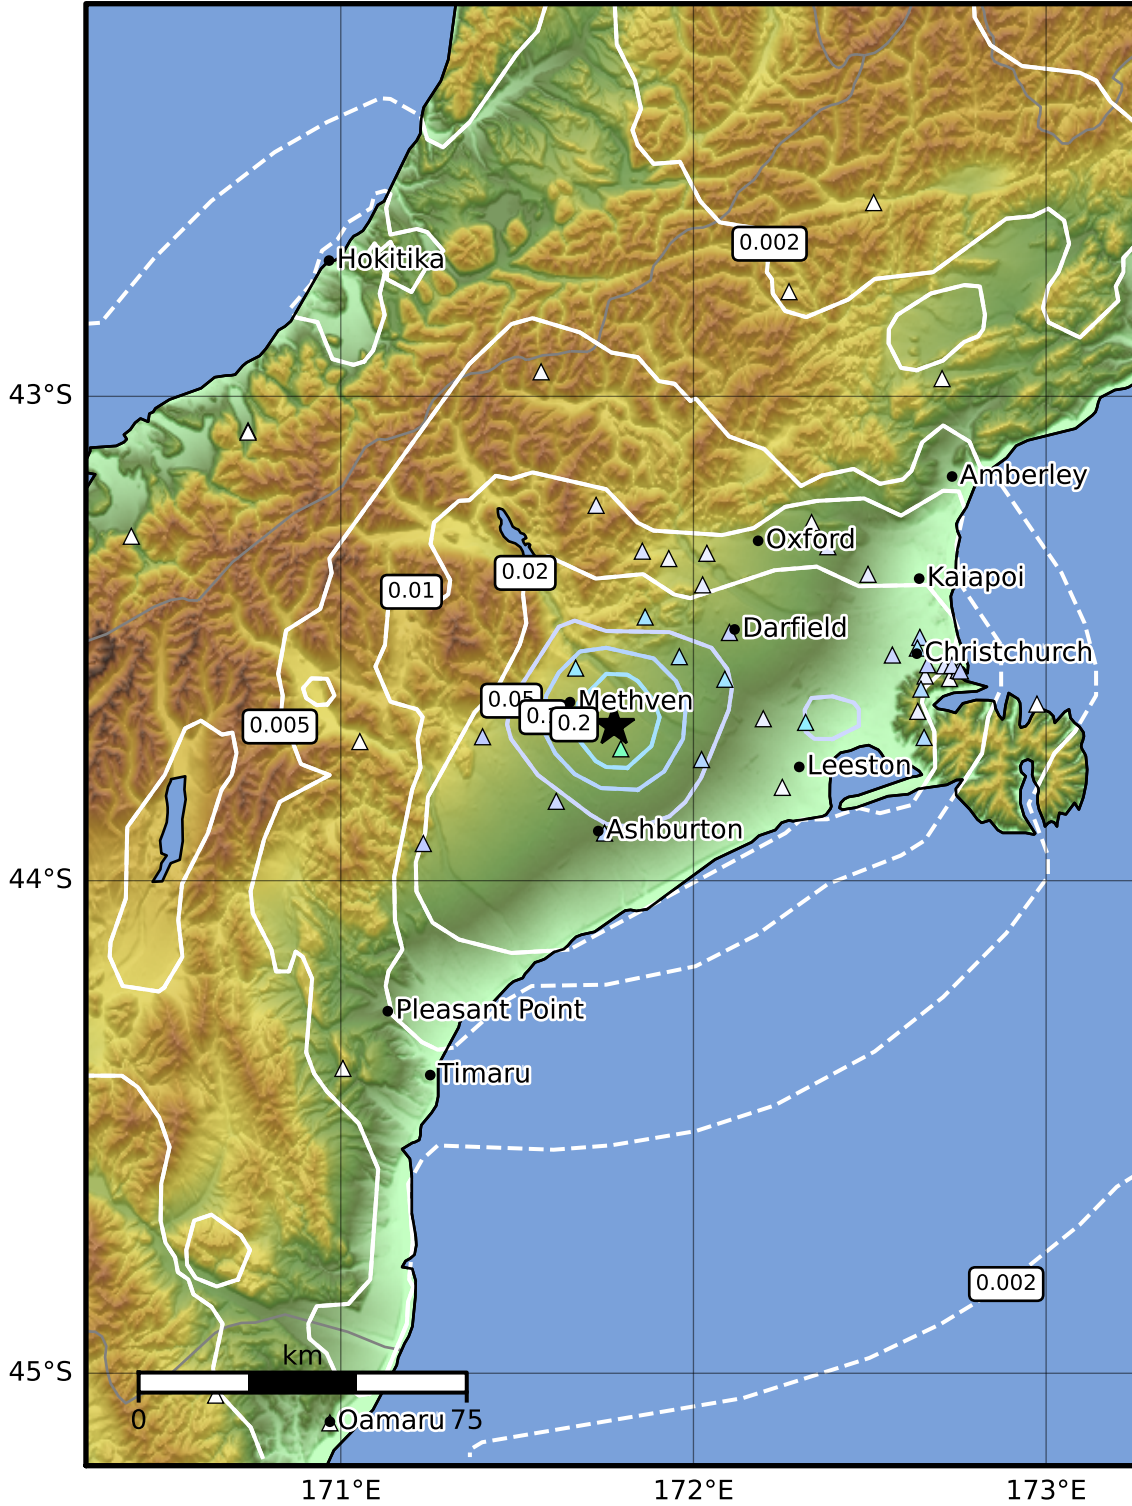 0.002
Hokitika
43°S
Amberley
Oxford
0.02
Kaiapoi
0.01
Darfield
Christchurch
0.05
Methven
0.2
0.005
Leeston
Ashburton
44°S
Pleasant Point
Timaru
0.002
km
45°S
0
Oamaru
75
171°E
172°E
173°E